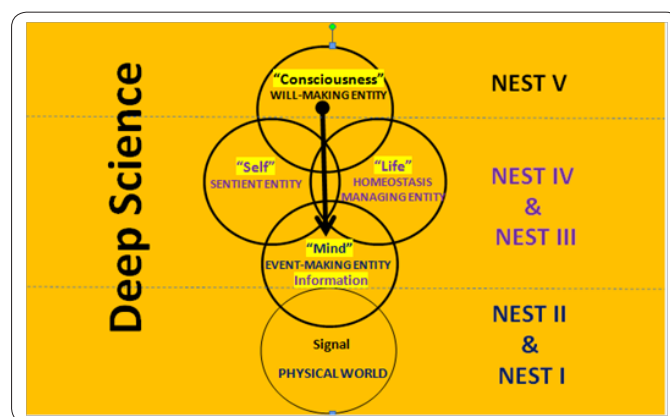 Deep Science
“Consciousness”
WILL-MAKING ENTITY
NEST V
“Self”
SENTIENT ENTITY
“Life”
HOMEOSTASIS
MANAGING ENTITY
NEST IV
&
NEST III
“Mind”
EVENT-MAKING ENTITY
Information
NEST II
&
NEST I
Signal
PHYSICAL WORLD